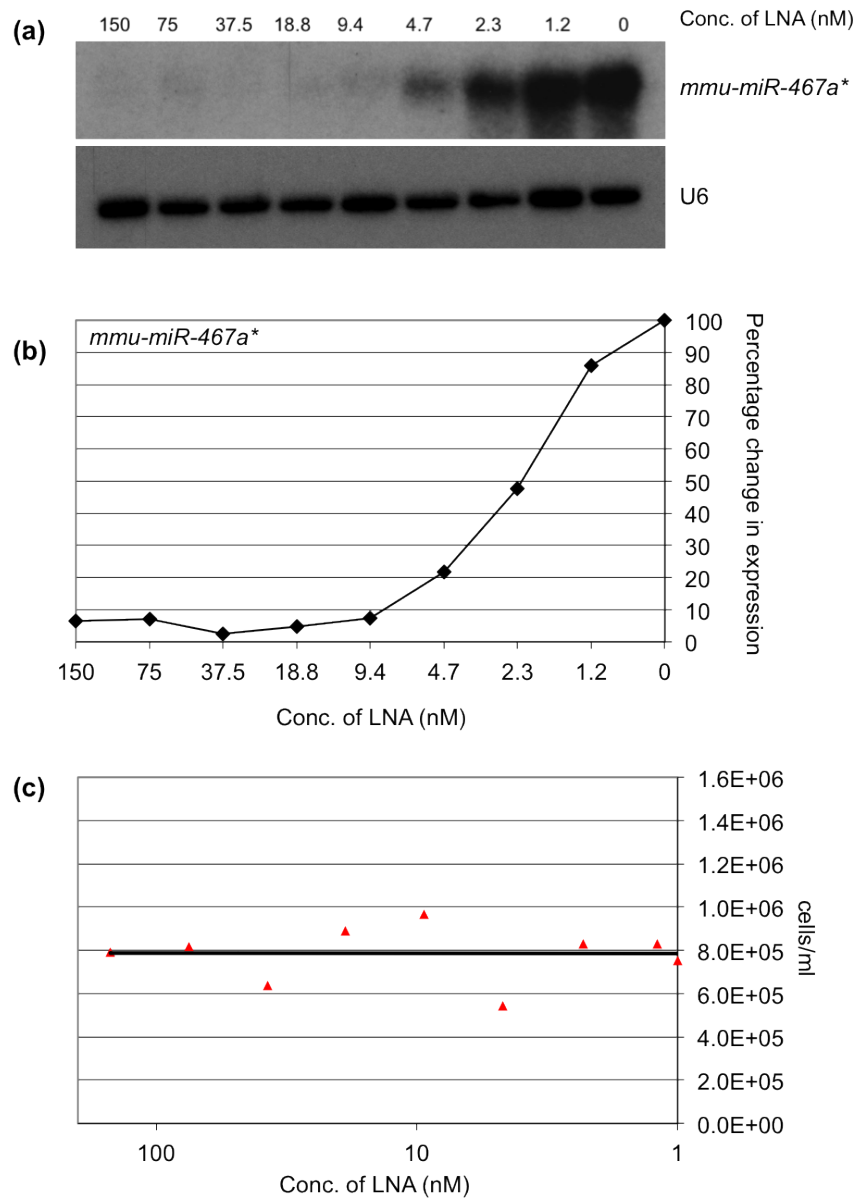 (a)
150 75 37.5 18.8 9.4 4.7 2.3 1.2 0 Conc. of LNA (nM)
mmu-miR-467a*
U6
(b)
mmu-miR-467a*
100
90
80
70
60
50
40
30
20
10
0
Percentage change in expression
150 75 37.5 18.8 9.4 4.7 2.3 1.2 0
Conc. of LNA (nM)
(c)
1.6E+06
1.4E+06
1.2E+06
1.0E+06
8.0E+05
6.0E+05
4.0E+05
2.0E+05
0.0E+00
cells/ml
100 10 1
Conc. of LNA (nM)